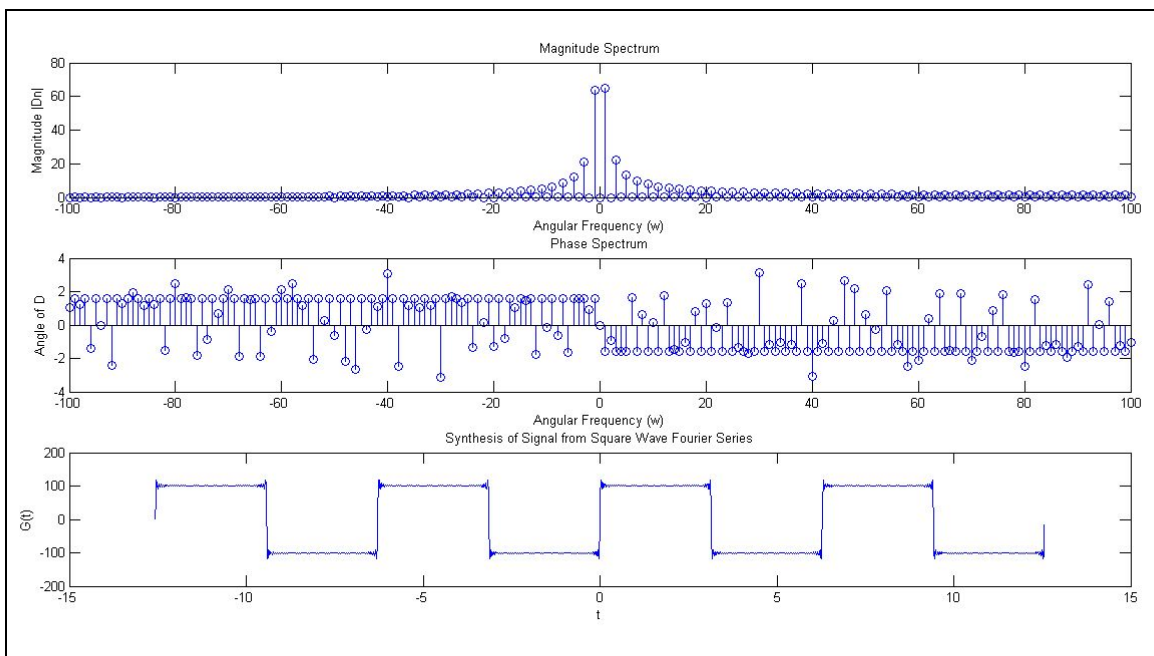 Magnitude Spectrum
80
60
40
20
0
Magnitude |Dn|
-100 -80 -60 -40 -20 0 20 40 60 80 100
Angular Frequency (w)
Phase Spectrum
4
2
0
-2
-4
Angle of D
-100 -80 -60 -40 -20 0 20 40 60 80 100
Angular Frequency (w)
Synthesis of Signal from Square Wave Fourier Series
200
100
0
-100
-200
G(t)
-15 -10 -5 0 5 10 15
t